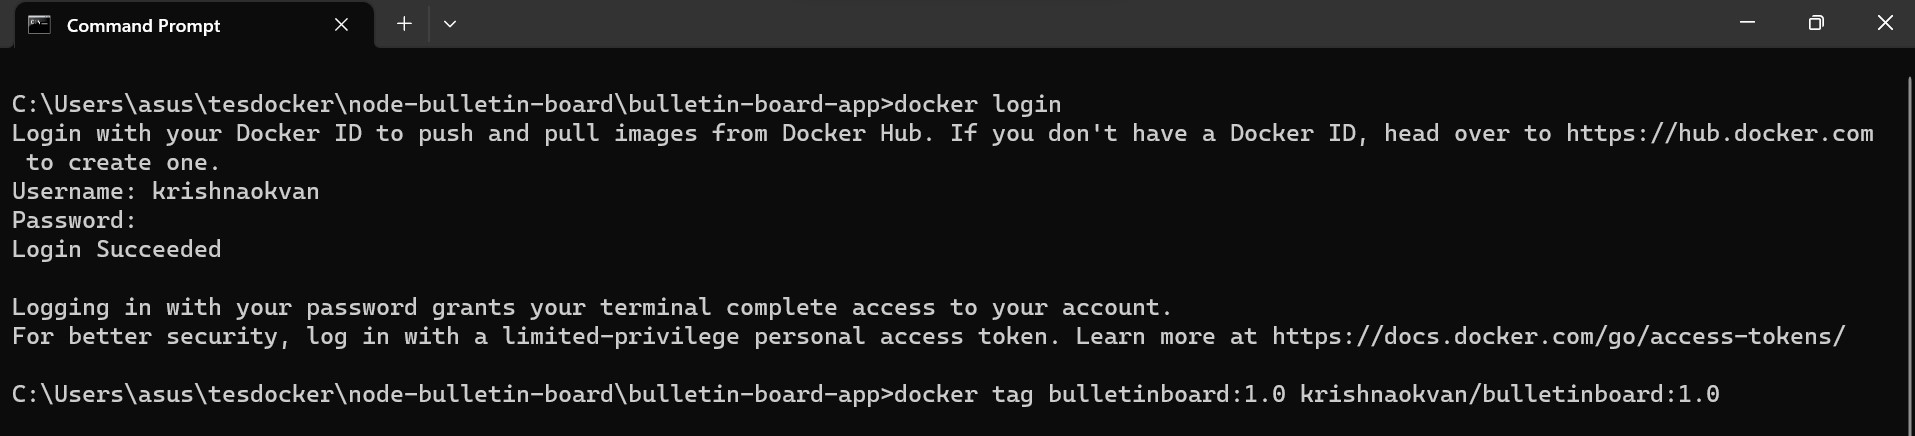 Command Prompt
C:\Users\asus\tesdocker\node-bulletin-board\bulletin-board-app>docker login
Login with your Docker ID to push and pull images from Docker Hub. If you don't have a Docker ID, head over to https://hub.docker.com
 to create one.
Username: krishnaokvan
Password:
Login Succeeded
Logging in with your password grants your terminal complete access to your account.
For better security, log in with a limited-privilege personal access token. Learn more at https://docs.docker.com/go/access-tokens/
C:\Users\asus\tesdocker\node-bulletin-board\bulletin-board-app>docker tag bulletinboard:1.0 krishnaokvan/bulletinboard:1.0